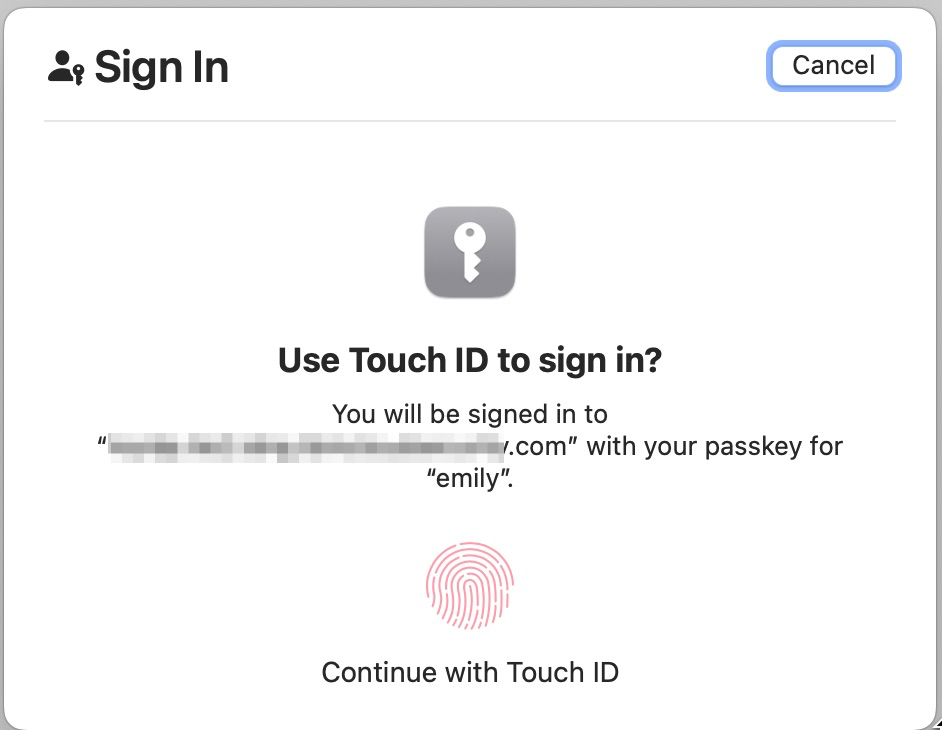 Sign In
Cancel
Use Touch ID to sign in?
You will be signed in to
“y.com” with your passkey for
“emily”.
Continue with Touch ID